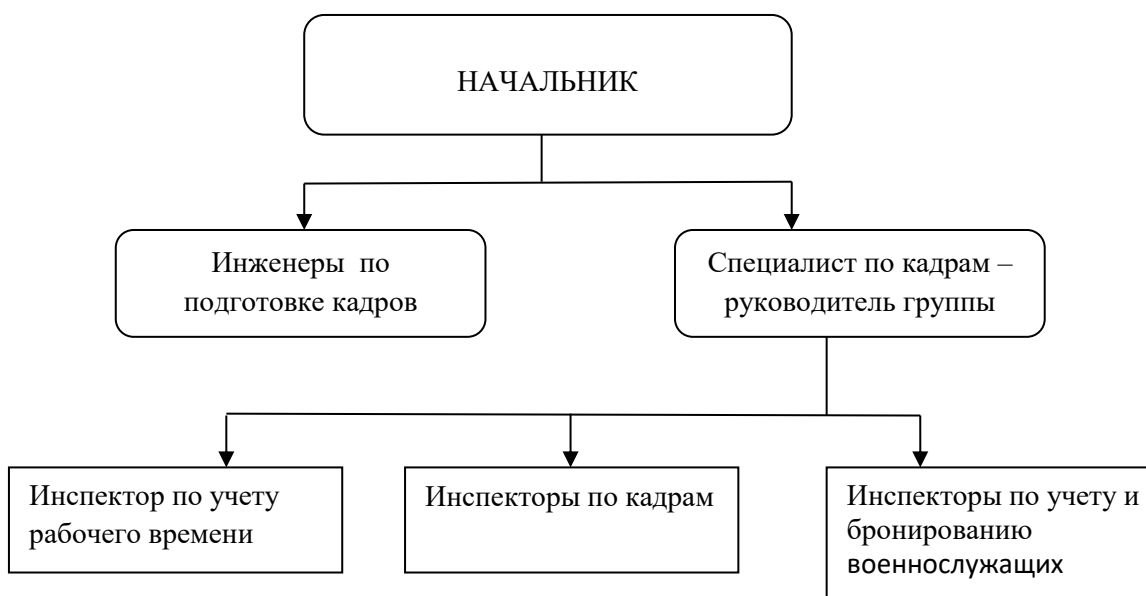 НАЧАЛЬНИК
Инженеры по
подготовке кадров
Специалист по кадрам –
руководитель группы
Инспектор по учету
рабочего времени
Инспекторы по кадрам
Инспекторы по учету и
бронированию
военнослужащих